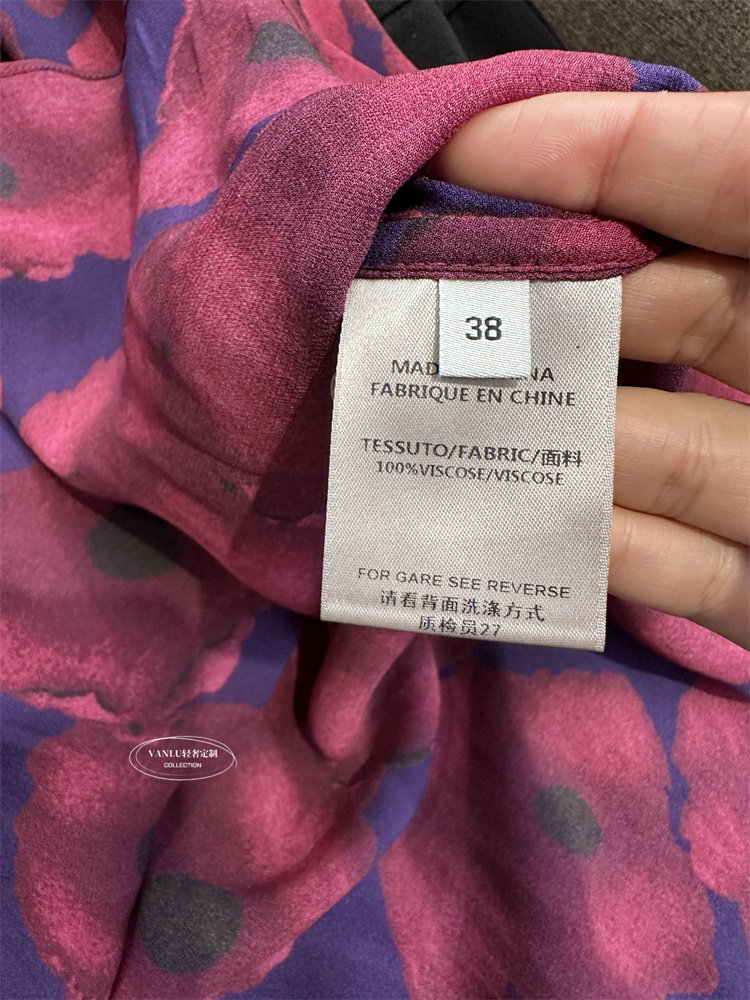 38
MAD NA
FABRIQUE EN CHINE
TESSUTO/FABRIC/面料
100%VISCOSE/VISCOSE
FOR GARE SEE REVERSE
请看背面洗涤方式
质检员27
VANLU轻奢定制
COLLECTION